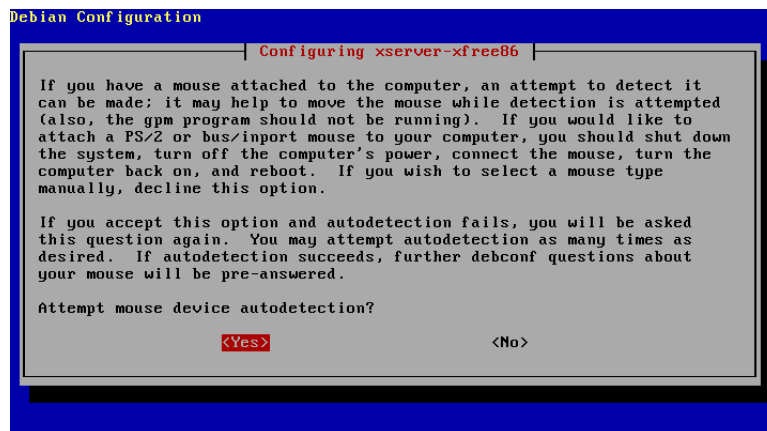 Debian Configuration
Configuring xserver-xfree86
If you have a mouse attached to the computer, an attempt to detect it
can be made; it may help to move the mouse while detection is attempted
(also, the gpm program should not be running).  If you would like to
attach a PS/2 or bus/inport mouse to your computer, you should shut down
the system, turn off the computer's power, connect the mouse, turn the
computer back on, and reboot.  If you wish to select a mouse type
manually, decline this option.
If you accept this option and autodetection fails, you will be asked
this question again.  You may attempt autodetection as many times as
desired.  If autodetection succeeds, further debconf questions about
your mouse will be pre-answered.
Attempt mouse device autodetection?
<Yes> <No>